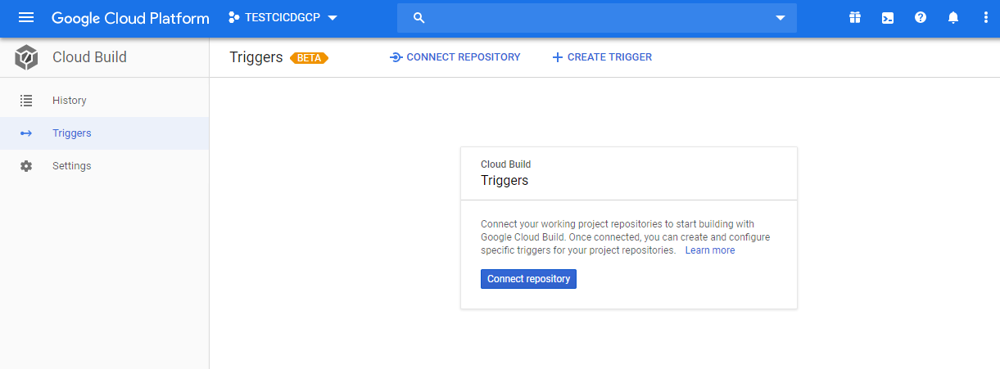 Google Cloud Platform TESTCICDGCP
Cloud Build
Triggers BETA CONNECT REPOSITORY CREATE TRIGGER
History
Triggers
Settings
Cloud Build
Triggers
Connect your working project repositories to start building with
Google Cloud Build. Once connected, you can create and configure
specific triggers for your project repositories. Learn more
Connect repository